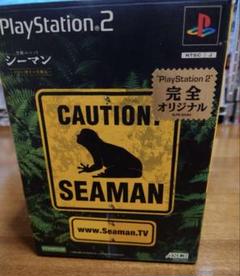 PlayStation 2
NTSC J
シーマン
"PlayStation 2"
完全
オリジナル
CAUTION!
SEAMAN
www.Seaman.TV
ASCII